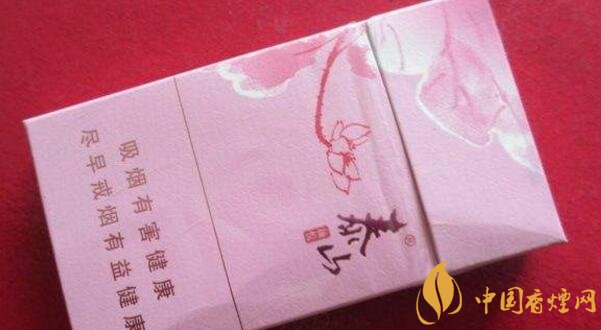 泰山
®
吸烟有害健康
尽早戒烟有益健康
中国香煙网